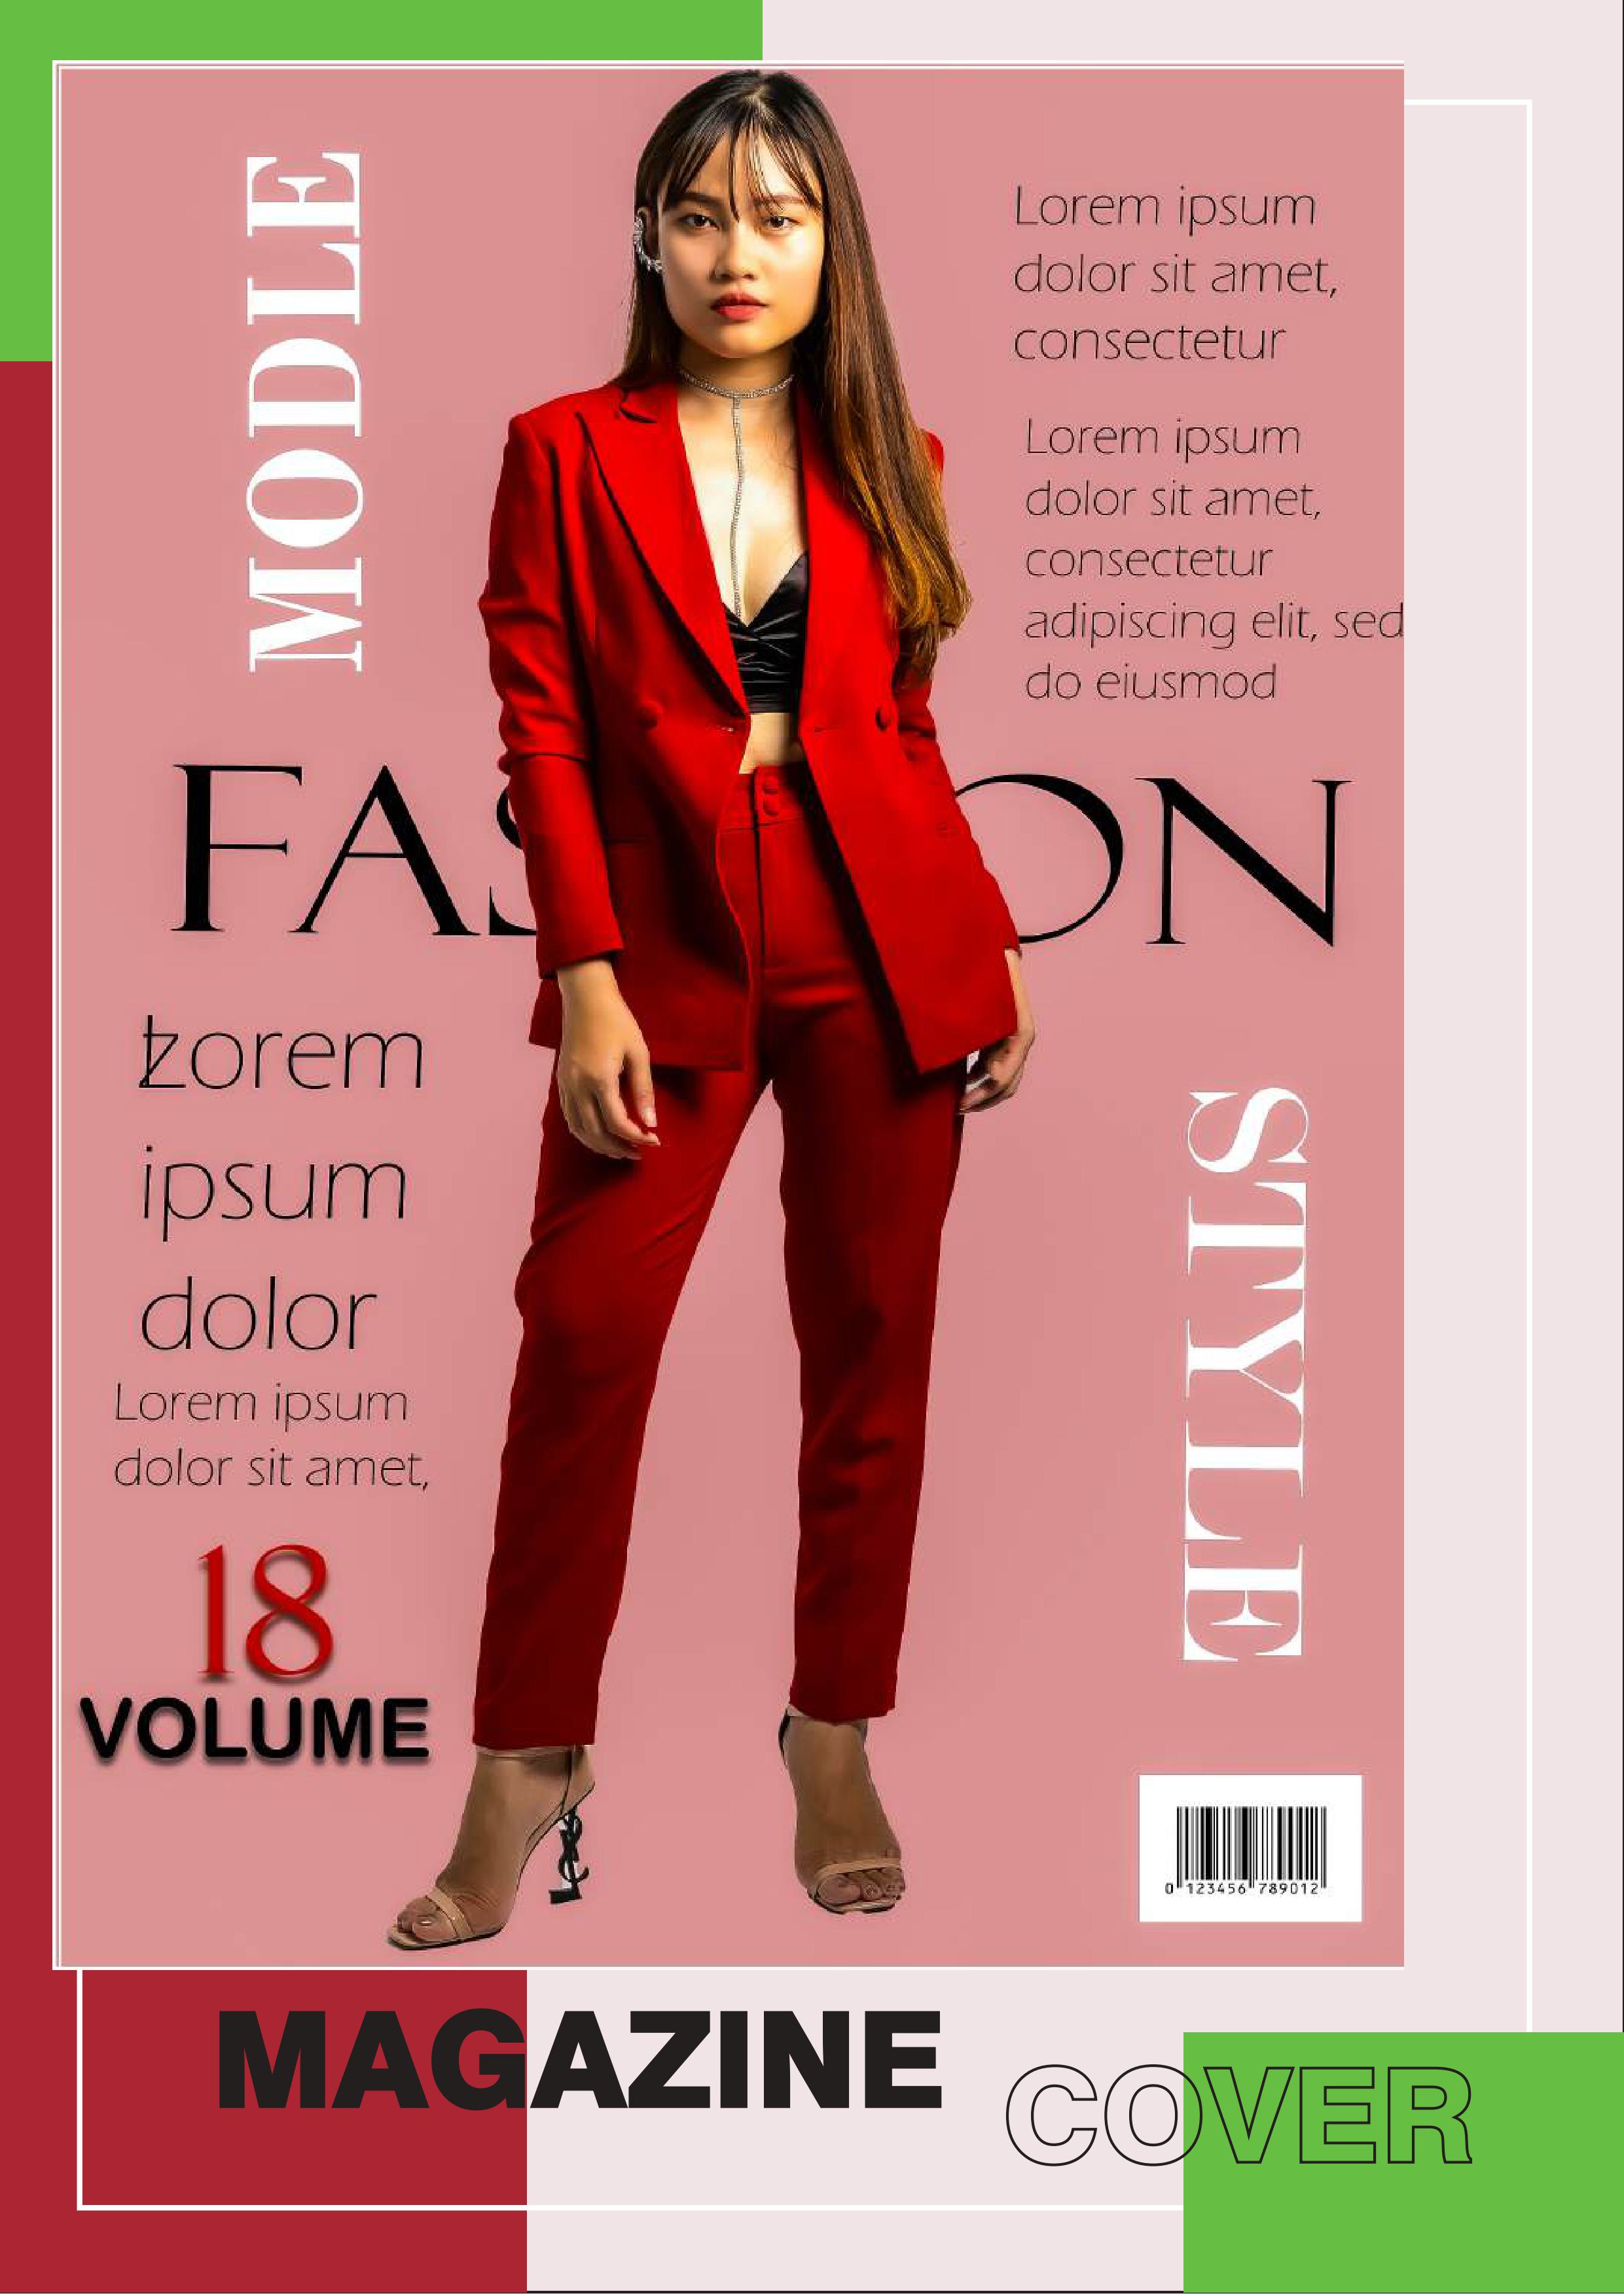 MODLE
Lorem ipsum
dolor sit amet,
consectetur
Lorem ipsum
dolor sit amet,
consectetur
adipiscing elit, sed
do eiusmod
FAS ON
Lorem
ipsum
dolor
Lorem ipsum
dolor sit amet,
STYLE
18
VOLUME
0 123456 789012
MAGAZINE
COVER